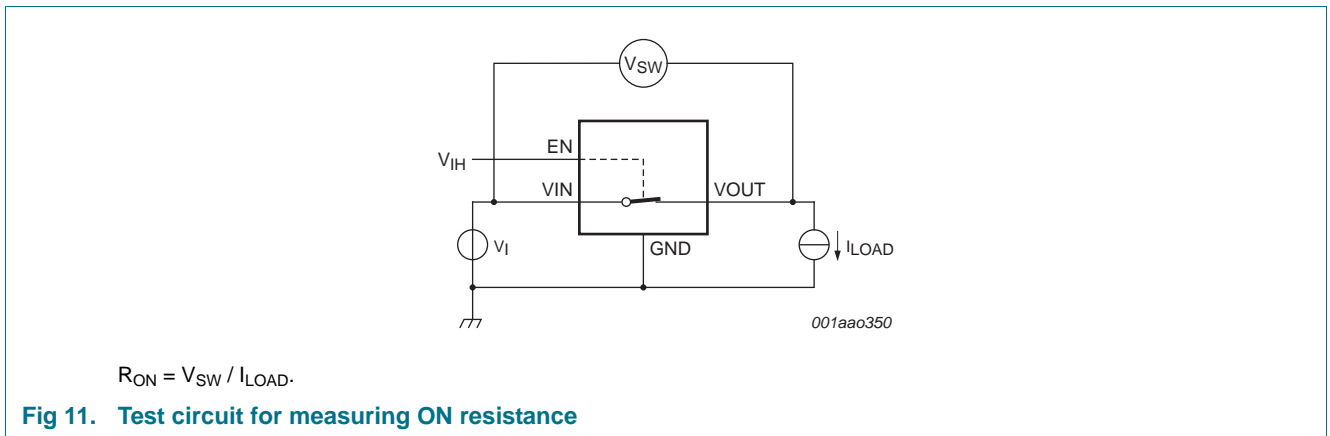 VSW
EN
VIH
VIN
VOUT
VI
GND
ILOAD
001aao350
RON = VSW / ILOAD.
Fig 11. Test circuit for measuring ON resistance